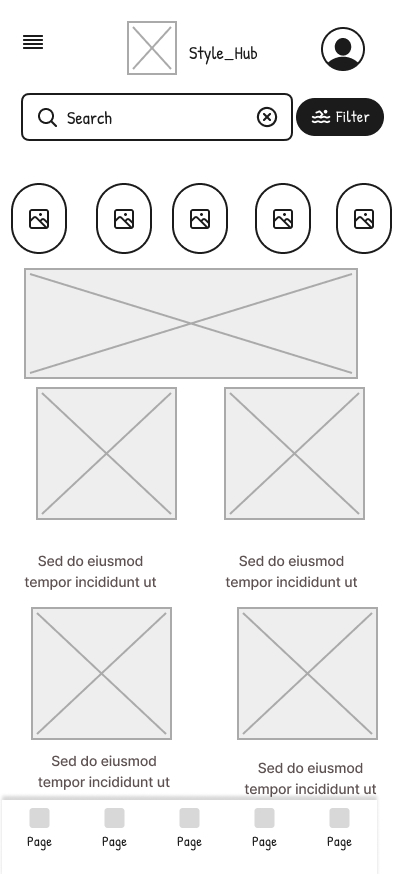 Style_Hub
Search
Filter
Sed do eiusmod
tempor incididunt ut
Sed do eiusmod
tempor incididunt ut
Sed do eiusmod
tempor incididunt ut
Sed do eiusmod
tempor incididunt ut
Page
Page
Page
Page
Page